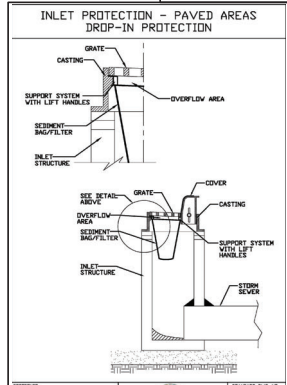 INLET PROTECTION - PAVED AREAS
DROP-IN PROTECTION
GRATE
CASTING
SUPPORT SYSTEM
WITH LIFT HANDLES
OVERFLOW AREA
SEDIMENT
BAG/FILTER
INLET
STRUCTURE
COVER
SEE DETAIL
ABOVE
GRATE
CASTING
OVERFLOW
AREA
SEDIMENT
BAG/FILTER
SUPPORT SYSTEM
WITH LIFT
HANDLES
INLET
STRUCTURE
STORM
SEWER